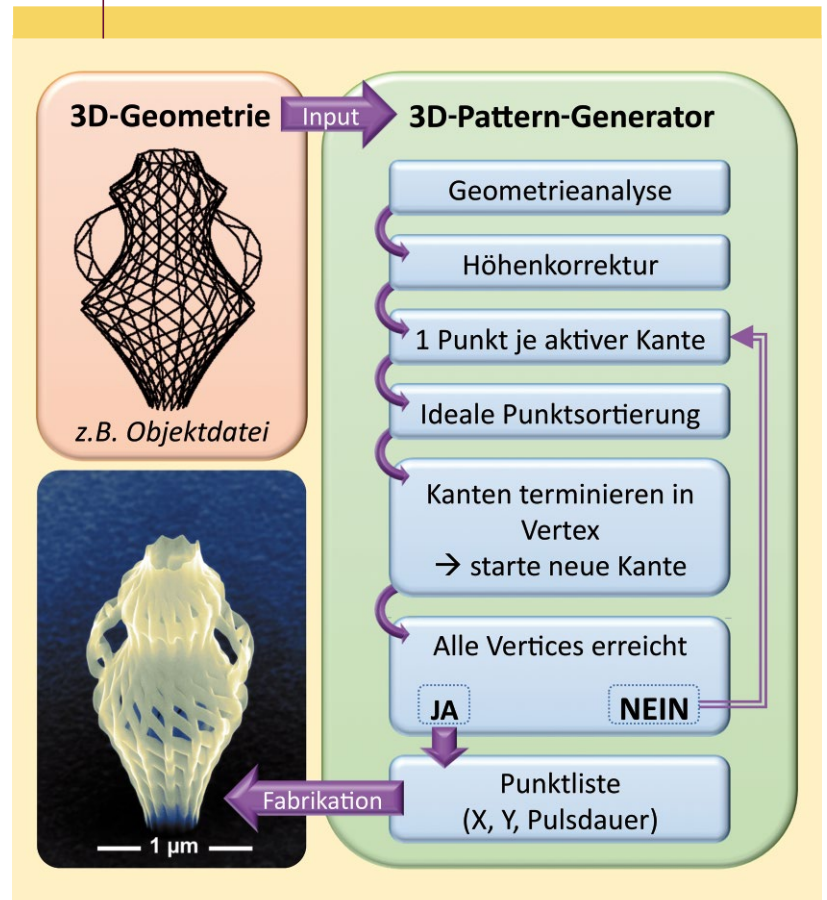 3D-Geometrie
Input
3D-Pattern-Generator
z.B. Objektdatei
Geometrieanalyse
Höhenkorrektur
1 Punkt je aktiver Kante
Ideale Punktsortierung
Kanten terminieren in
Vertex
→ starte neue Kante
Alle Vertices erreicht
JA
NEIN
Punktliste
(X, Y, Pulsdauer)
Fabrikation
1 µm